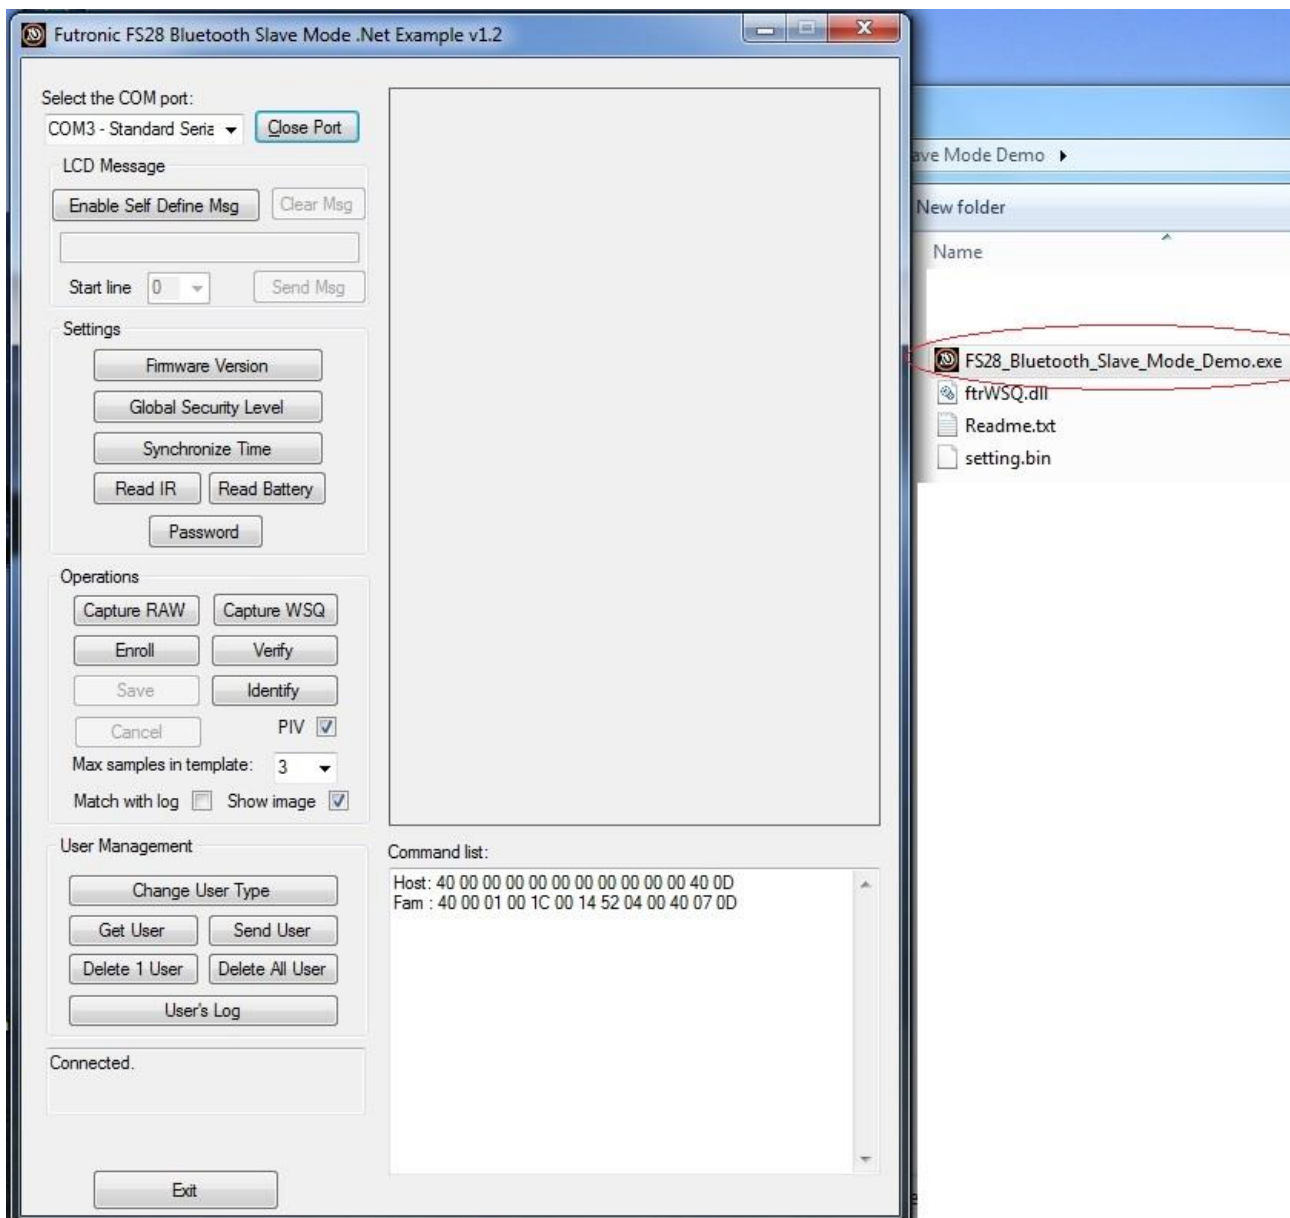 Futronic FS28 Bluetooth Slave Mode .Net Example v1.2
Select the COM port:
COM3 - Standard Seria
Close Port
LCD Message
Enable Self Define Msg
Clear Msg
Start line
0
Send Msg
Settings
Firmware Version
Global Security Level
Synchronize Time
Read IR
Read Battery
Password
Operations
Capture RAW
Capture WSQ
Enroll
Verify
Save
Identify
Cancel
PIV
Max samples in template:
3
Match with log
Show image
User Management
Change User Type
Get User
Send User
Delete 1 User
Delete All User
User's Log
Connected.
Exit
Command list:
Host: 40 00 00 00 00 00 00 00 00 00 00 40 0D
Fam : 40 00 01 00 1C 00 14 52 04 00 40 07 0D
ave Mode Demo
New folder
Name
FS28_Bluetooth_Slave_Mode_Demo.exe
ftrWSQ.dll
Readme.txt
setting.bin